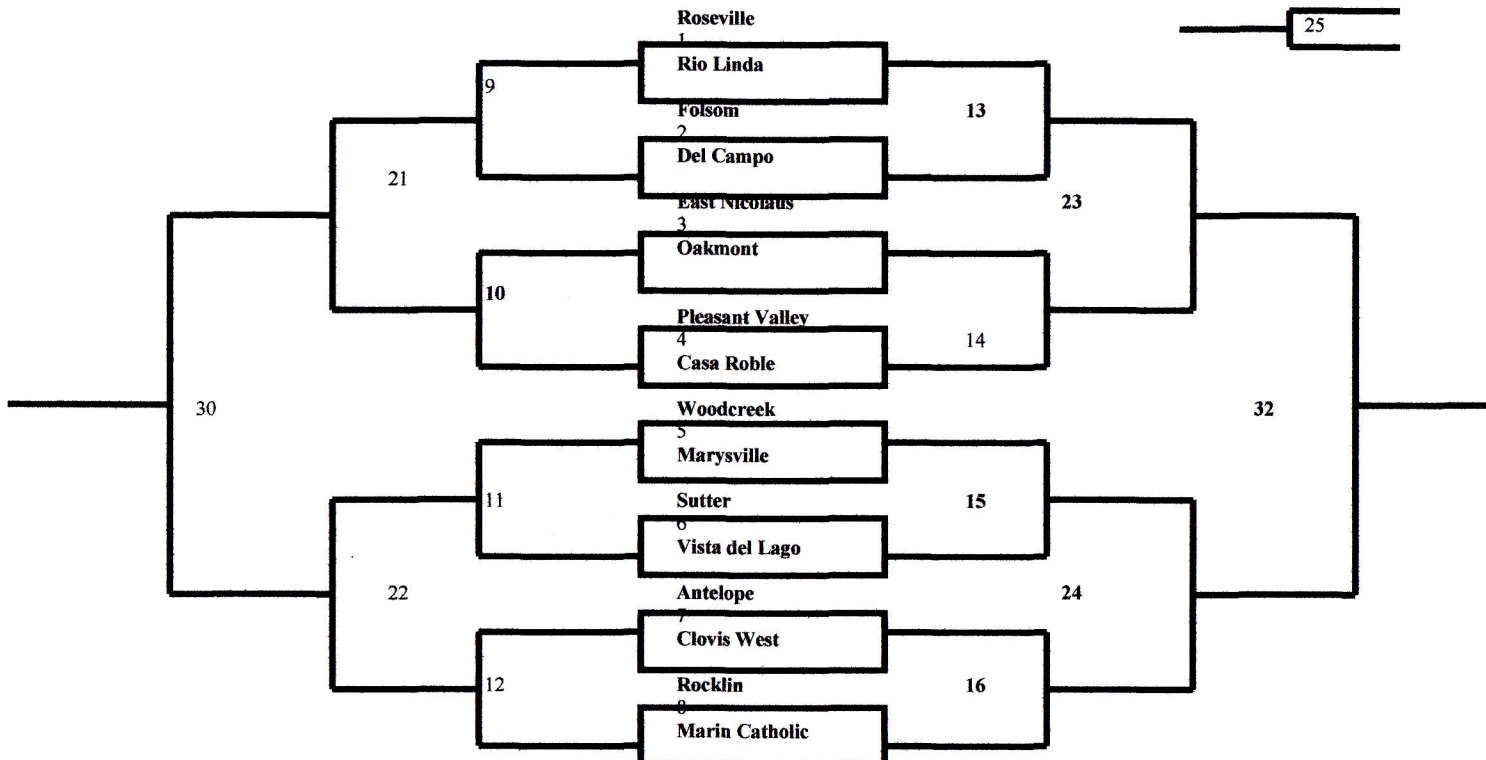 Roseville
25
1
Rio Linda
9
Folsom
13
2
Del Campo
21
East Nicolaus
23
3
Oakmont
10
Pleasant Valley
4
14
Casa Roble
30
Woodcreek
32
5
Marysville
11
Sutter
15
6
Vista del Lago
22
Antelope
24
7
Clovis West
12
Rocklin
16
8
Marin Catholic